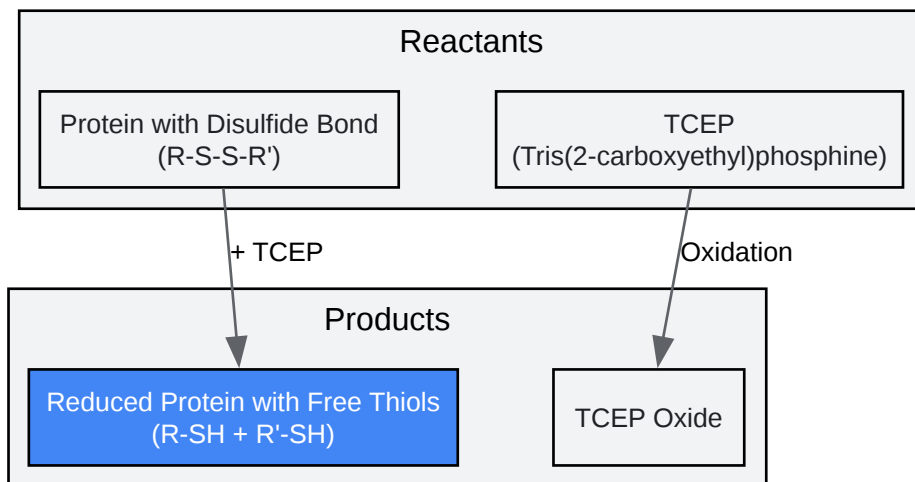 Reactants
Protein with Disulfide Bond
(R-S-S-R')
TCEP
(Tris(2-carboxyethyl)phosphine)
+ TCEP
Oxidation
Products
Reduced Protein with Free Thiols
(R-SH + R'-SH)
TCEP Oxide